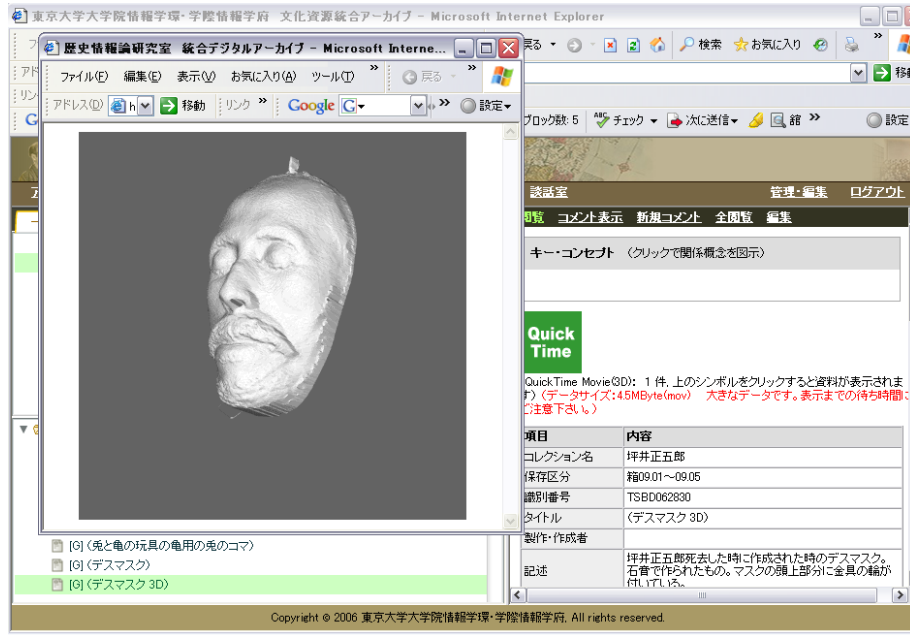 東京大学大学院情報学環・学際情報学府 文化資源統合アーカイブ - Microsoft Internet Explorer
歴史情報論研究室 統合デジタルアーカイブ - Microsoft Interne...
ファイル(F) 編集(E) 表示(V) お気に入り(A) ツール(T) » 戻る
アドレス(D) h 移動 リンク » Google G 設定
戻る 検索 お気に入り »
移動
ブロック数: 5 ABC チェック 次に送信 舘 » 設定
談話室 管理・編集 ログアウト
閲覧 コメント表示 新規コメント 全閲覧 編集
キー・コンセプト (クリックで関係概念を図示)
Quick
Time
QuickTime Movie(3D): 1 件, 上のシンボルをクリックすると資料が表示されま
す) (データサイズ:4.5MByte(mov) 大きなデータです。表示までの待ち時間に
ご注意下さい。)
項目 内容
コレクション名 坪井正五郎
保存区分 箱09.01～09.05
識別番号 TSBD062830
タイトル (デスマスク 3D)
製作・作成者
記述 坪井正五郎死去した時に作成された時のデスマスク。
石膏で作られたもの。マスクの頭上部分に金具の輪が
付いている。
[G] (兎と亀の玩具の亀用の兎のコマ)
[G] (デスマスク)
[G] (デスマスク 3D)
Copyright © 2006 東京大学大学院情報学環・学際情報学府, All rights reserved.